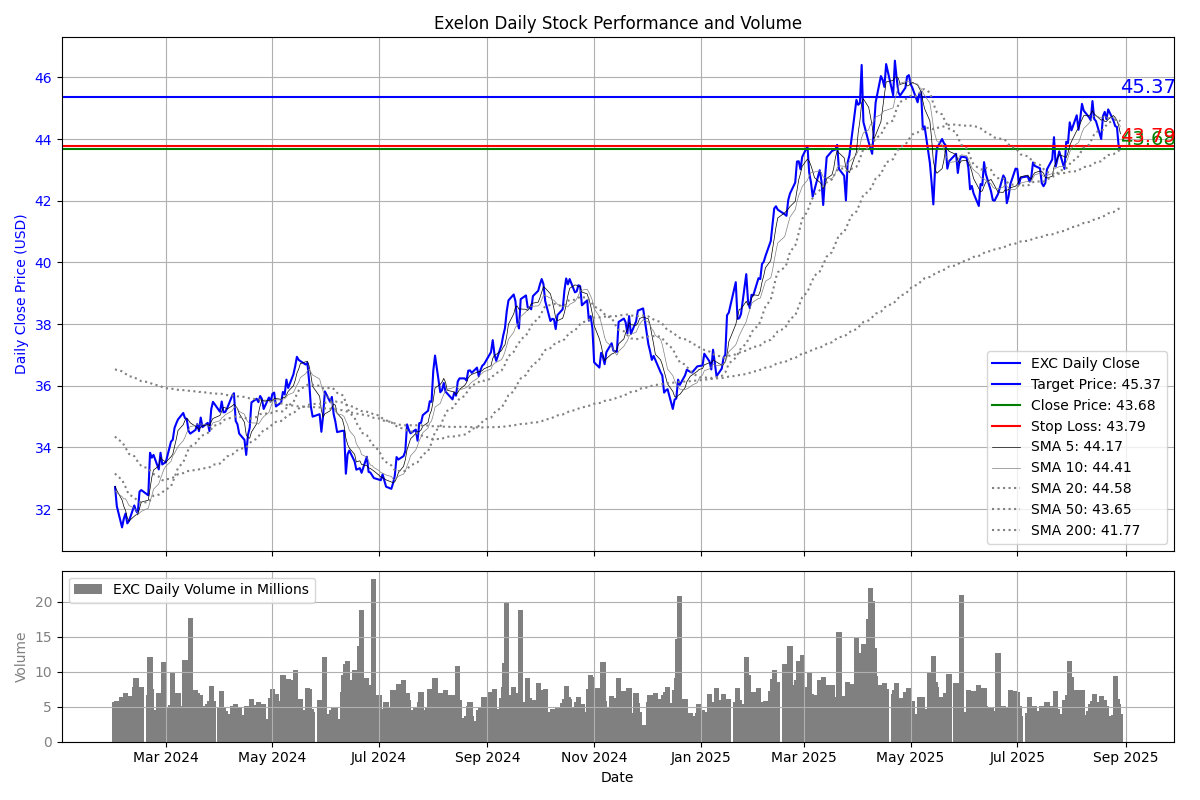 Exelon Daily Stock Performance and Volume
Daily Close Price (USD)
46
44
42
40
38
36
34
32
45.37
43.79
43.68
EXC Daily Close
Target Price: 45.37
Close Price: 43.68
Stop Loss: 43.79
SMA 5: 44.17
SMA 10: 44.41
SMA 20: 44.58
SMA 50: 43.65
SMA 200: 41.77
EXC Daily Volume in Millions
Volume
20
15
10
5
0
Mar 2024 May 2024 Jul 2024 Sep 2024 Nov 2024 Jan 2025 Mar 2025 May 2025 Jul 2025 Sep 2025
Date